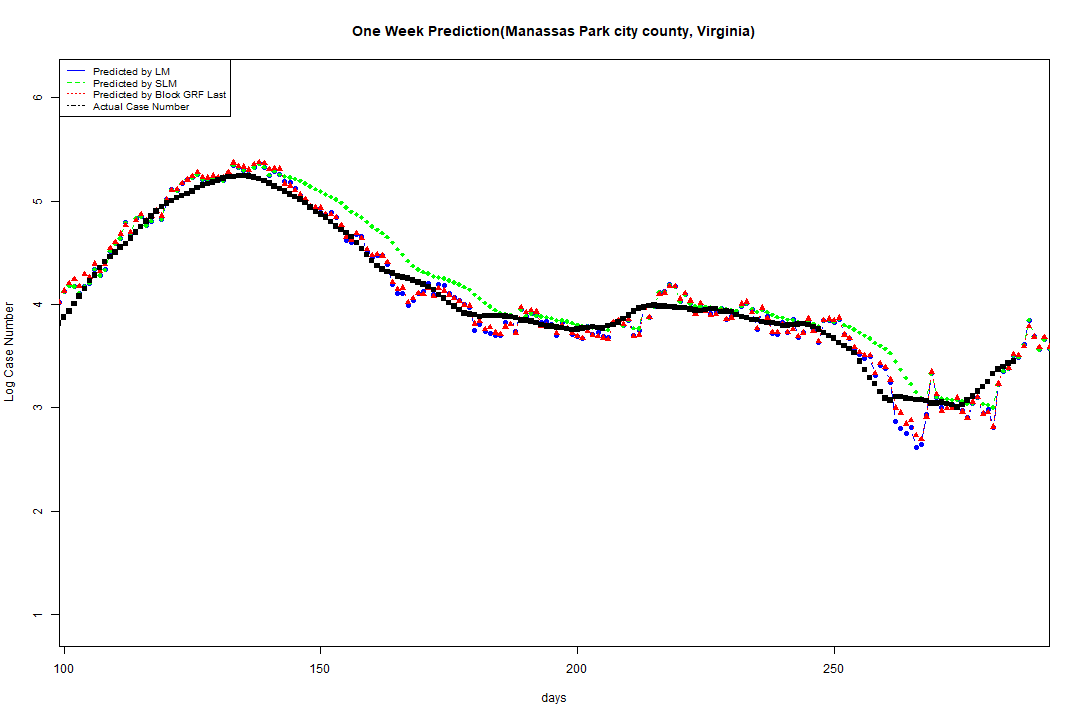 One Week Prediction(Manassas Park city county, Virginia)
Predicted by LM
Predicted by SLM
Predicted by Block GRF Last
Actual Case Number
6
5
4
3
2
1
Log Case Number
100 150 200 250
days